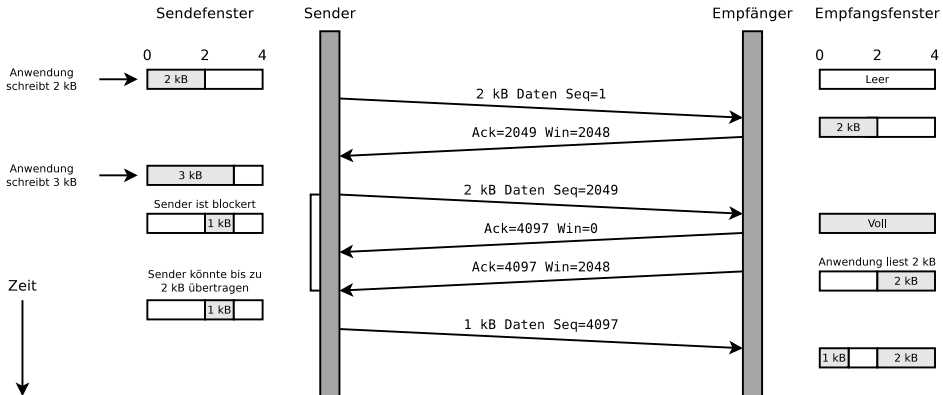 Sendefenster
Sender
Empfänger
Empfangsfenster
0 2 4
0 2 4
Anwendung
schreibt 2 kB
2 kB
Leer
2 kB Daten Seq=1
2 kB
Ack=2049 Win=2048
Anwendung
schreibt 3 kB
3 kB
2 kB Daten Seq=2049
Sender ist blockert
1 kB
Voll
Ack=4097 Win=0
Anwendung liest 2 kB
Ack=4097 Win=2048
2 kB
Sender könnte bis zu
2 kB übertragen
1 kB
Zeit
1 kB Daten Seq=4097
1 kB
2 kB